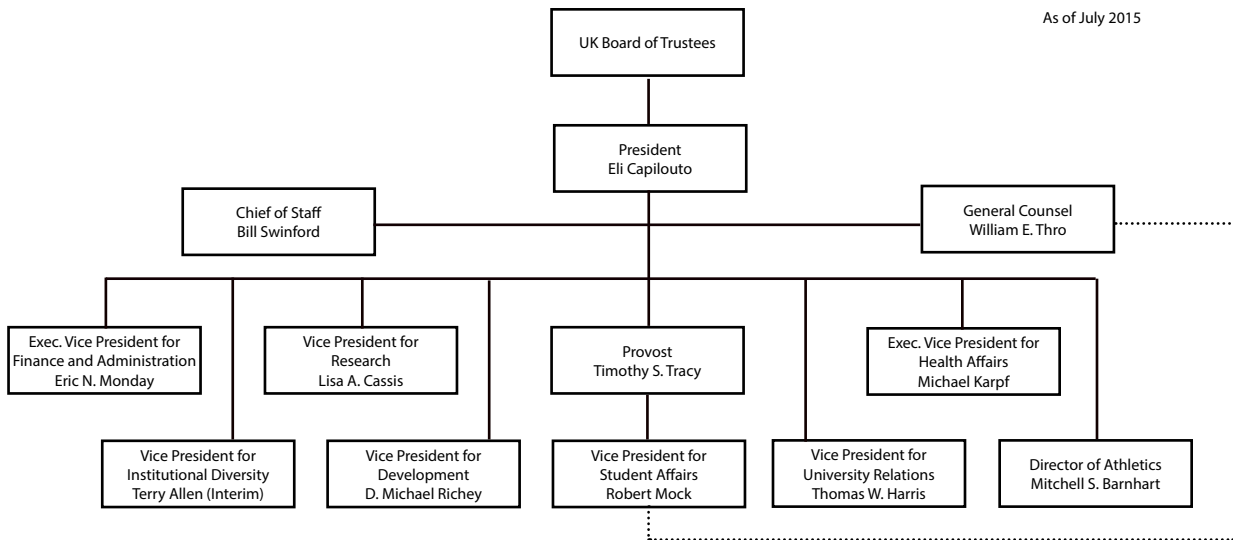 As of July 2015
UK Board of Trustees
President
Eli Capilouto
Chief of Staff
Bill Swinford
General Counsel
William E. Thro
Exec. Vice President for
Finance and Administration
Eric N. Monday
Vice President for
Research
Lisa A. Cassis
Provost
Timothy S. Tracy
Exec. Vice President for
Health Affairs
Michael Karpf
Vice President for
Institutional Diversity
Terry Allen (Interim)
Vice President for
Development
D. Michael Richey
Vice President for
Student Affairs
Robert Mock
Vice President for
University Relations
Thomas W. Harris
Director of Athletics
Mitchell S. Barnhart